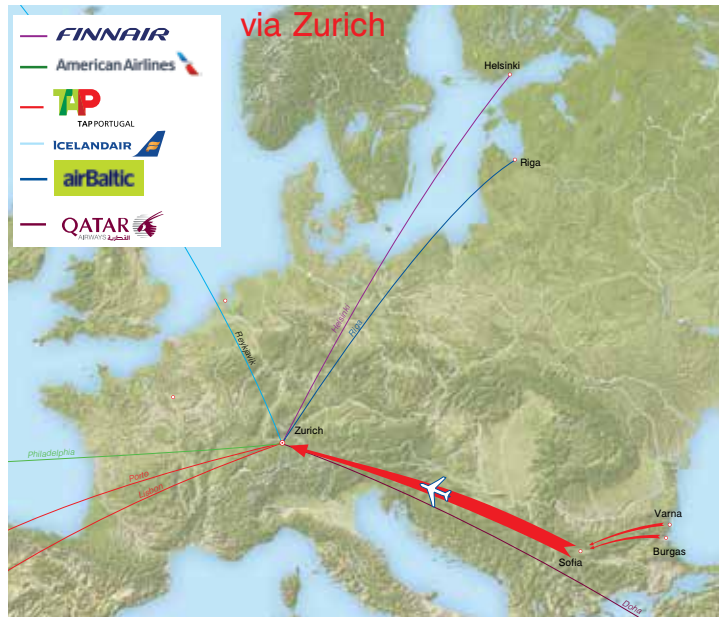 via Zurich
FINNAIR
American Airlines
TAP
TAP PORTUGAL
ICELANDAIR
airBaltic
QATAR
AIRWAYS القطرية
Helsinki
Riga
Helsinki
Riga
Reykjavik
Zurich
Philadelphia
Porto
Lisbon
Varna
Burgas
Sofia
Doha